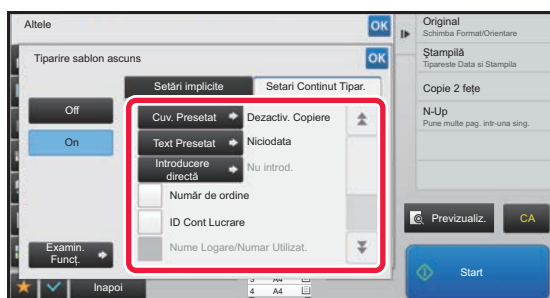 Altele
OK
Tiparire sablon ascuns
OK
Setări implicite
Setari Continut Tipar.
Off
On
Cuv. Presetat
Dezactiv. Copiere
Text Presetat
Niciodata
Introducere
directă
Nu introd.
Număr de ordine
ID Cont Lucrare
Nume Logare/Numar Utilizat.
Examin.
Funcţ.
Inapoi
3 A4
4 A4
Original
Schimba Format/Orientare
Ştampilă
Tipareste Data si Stampila
Copie 2 feţe
N-Up
Pune multe pag. intr-una sing.
Previzualiz.
CA
Start